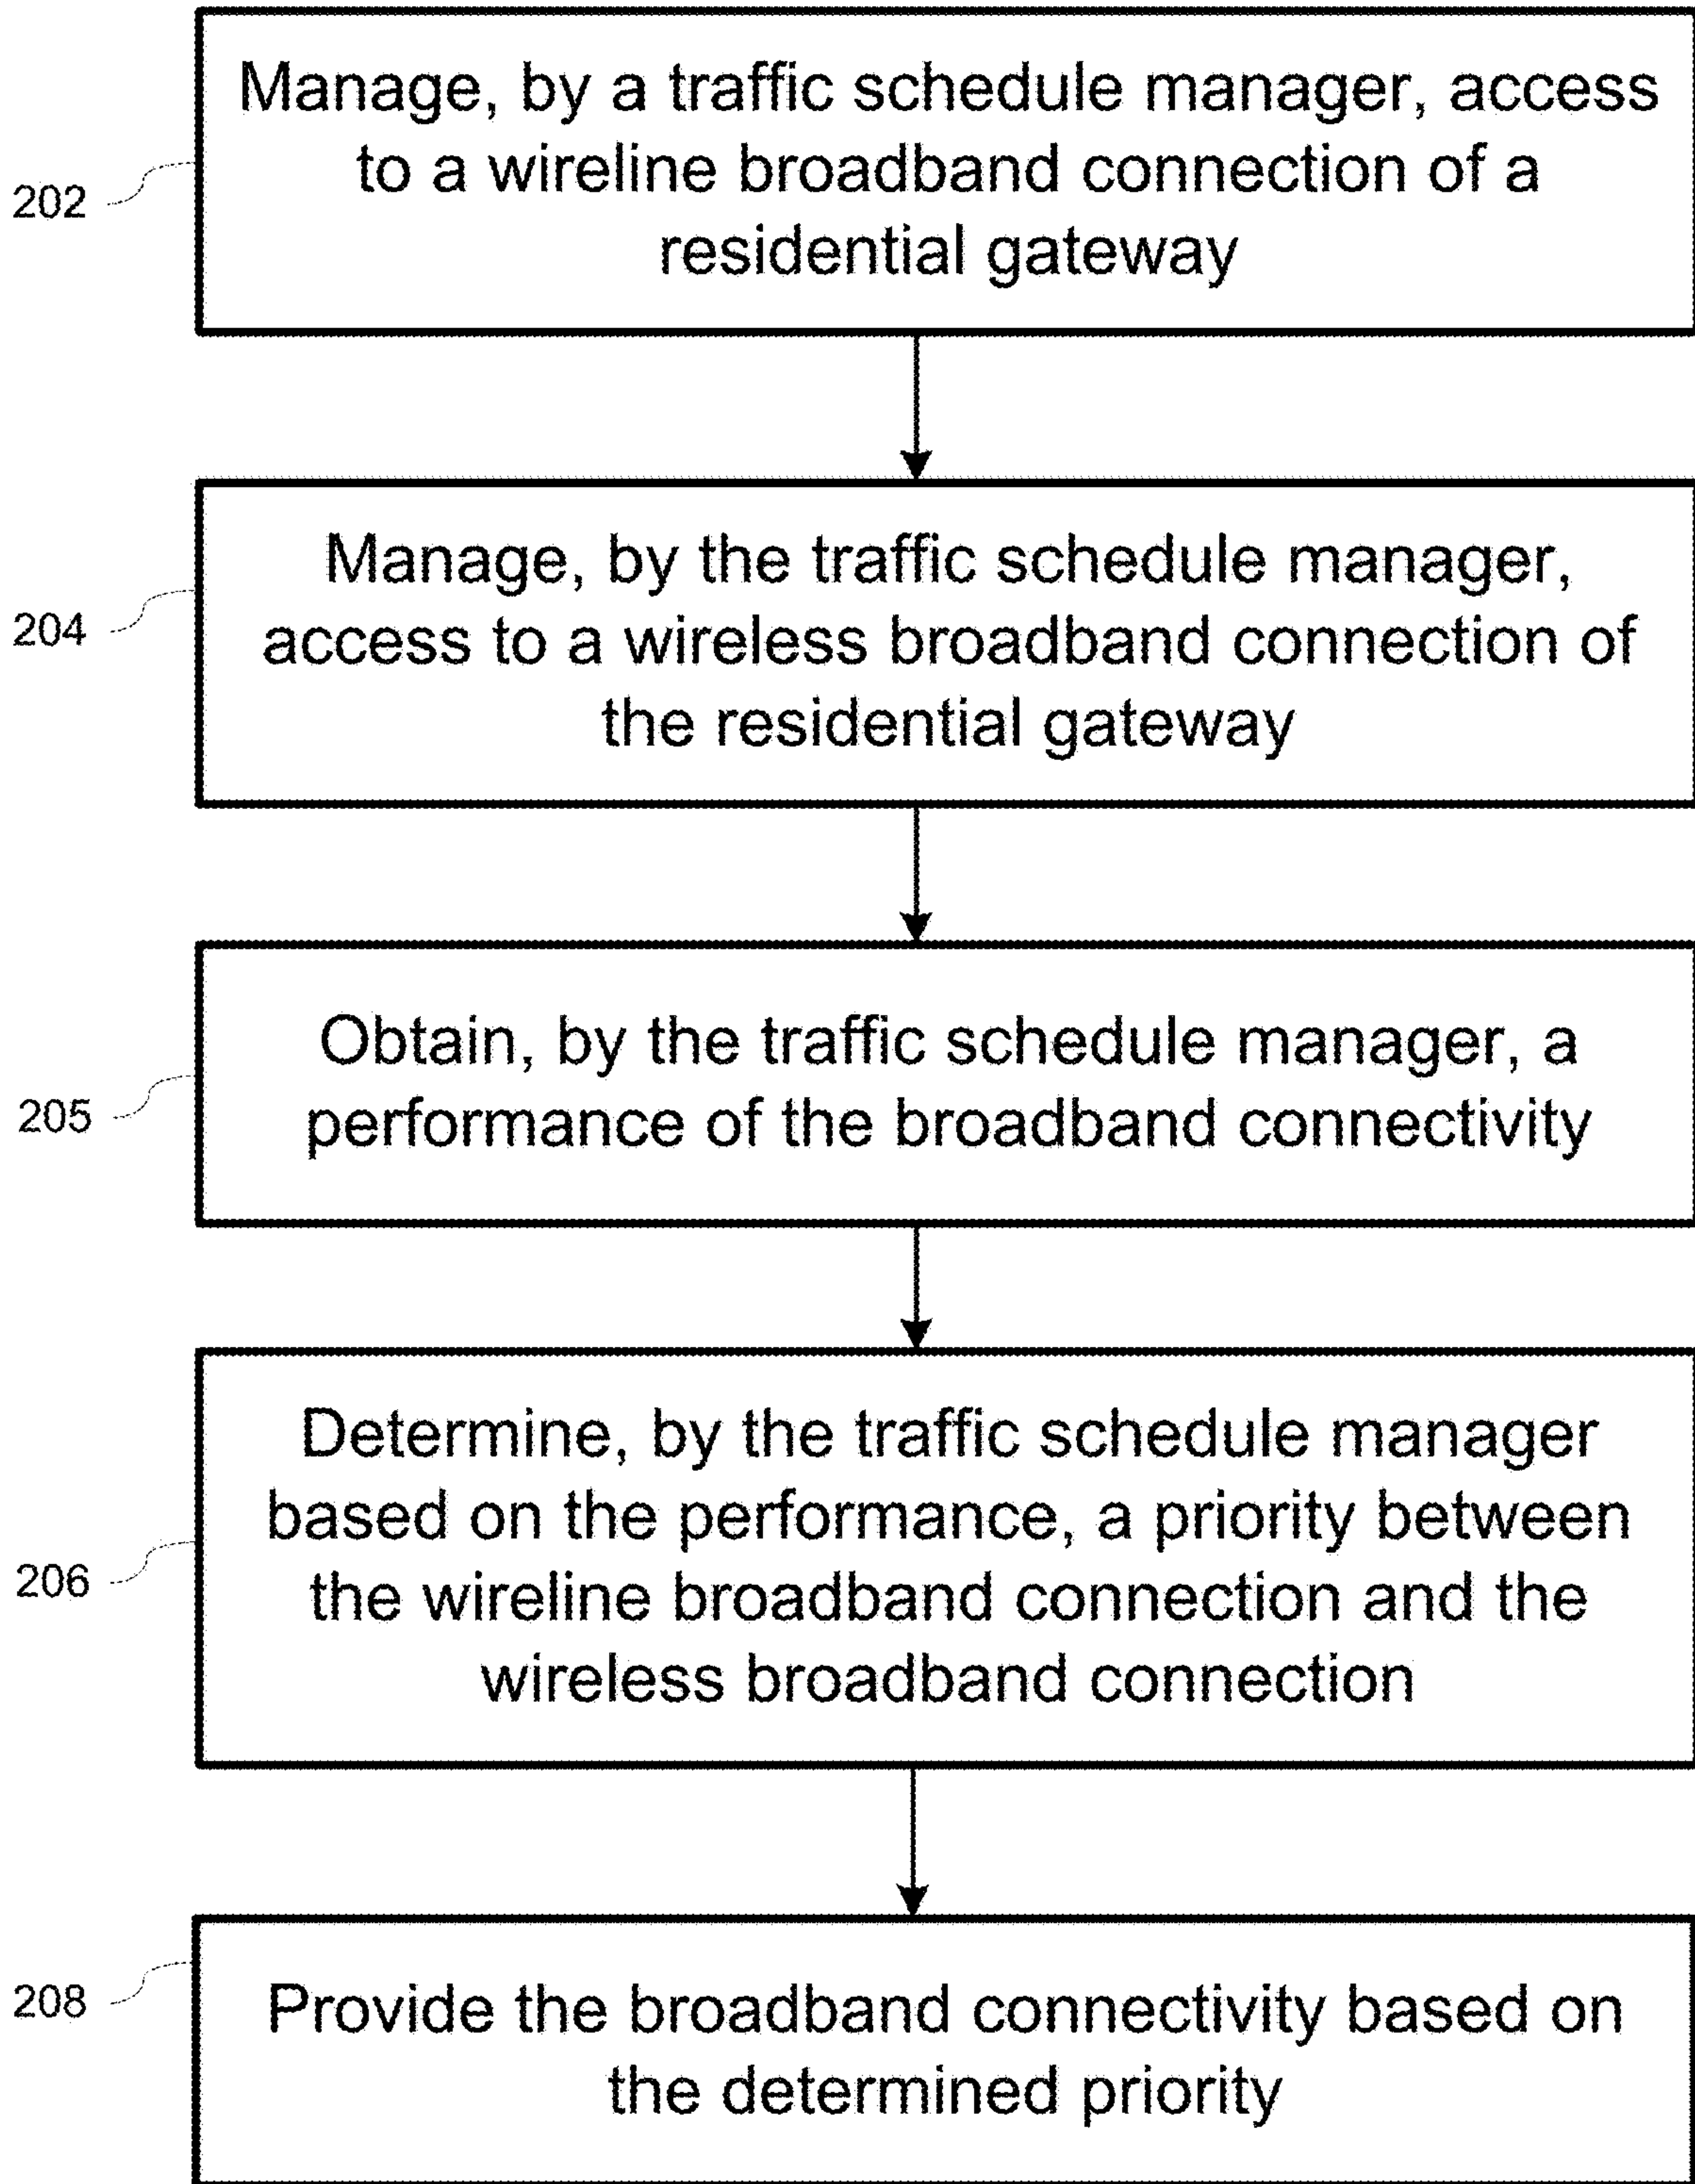 Manage, by a traffic schedule manager, access
to a wireline broadband connection of a
residential gateway
202
Manage, by the traffic schedule manager,
access to a wireless broadband connection of
the residential gateway
204
Obtain, by the traffic schedule manager, a
performance of the broadband connectivity
205
Determine, by the traffic schedule manager
based on the performance, a priority between
the wireline broadband connection and the
wireless broadband connection
206
Provide the broadband connectivity based on
the determined priority
208